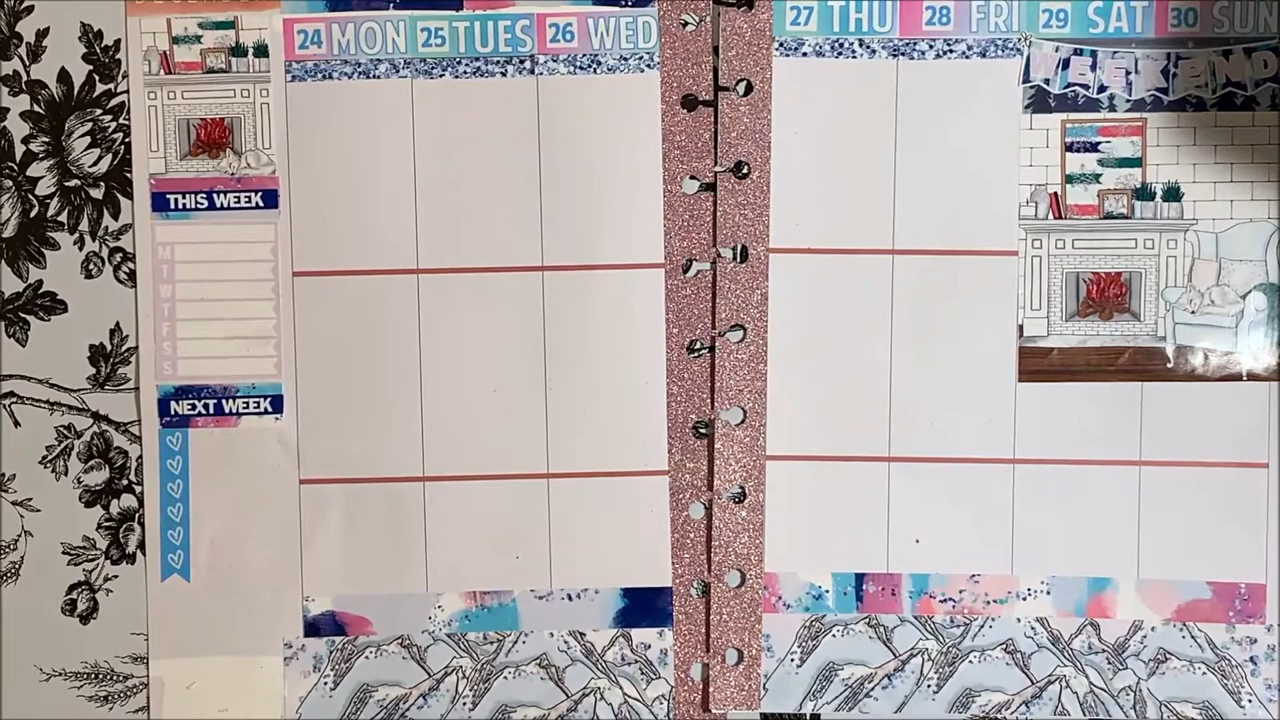 24 MON 25 TUES 26 WED
27 THU 28 FRI 29 SAT 30 SUN
WEEKEND
THIS WEEK
M
T
W
T
F
S
S
NEXT WEEK